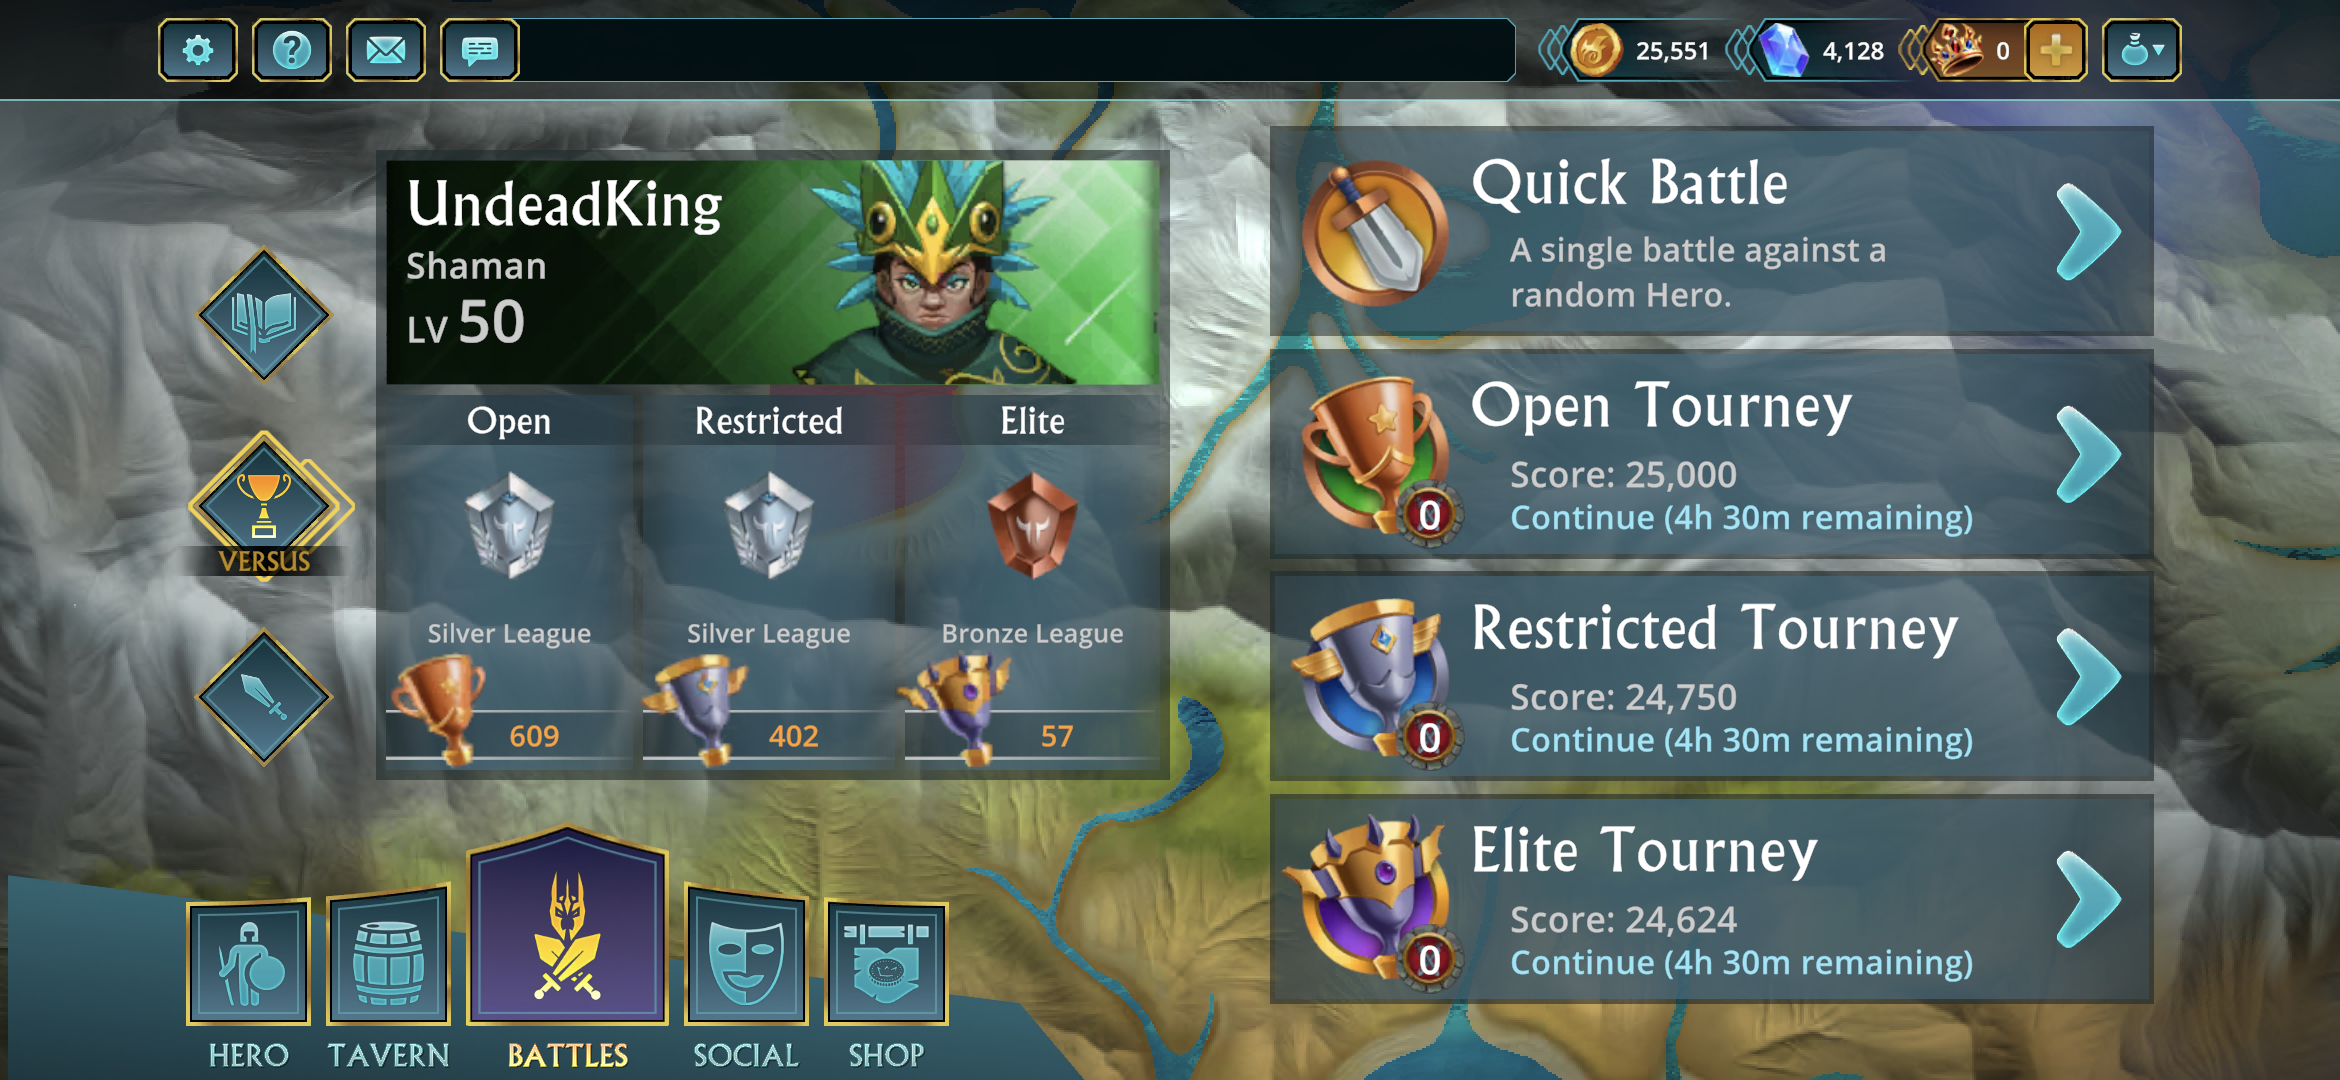 25,551
4,128
0
UndeadKing
Shaman
LV 50
Open
Restricted
Elite
Silver League
Silver League
Bronze League
609
402
57
VERSUS
Quick Battle
A single battle against a
random Hero.
Open Tourney
Score: 25,000
Continue (4h 30m remaining)
0
Restricted Tourney
Score: 24,750
Continue (4h 30m remaining)
0
Elite Tourney
Score: 24,624
Continue (4h 30m remaining)
0
HERO
TAVERN
BATTLES
SOCIAL
SHOP